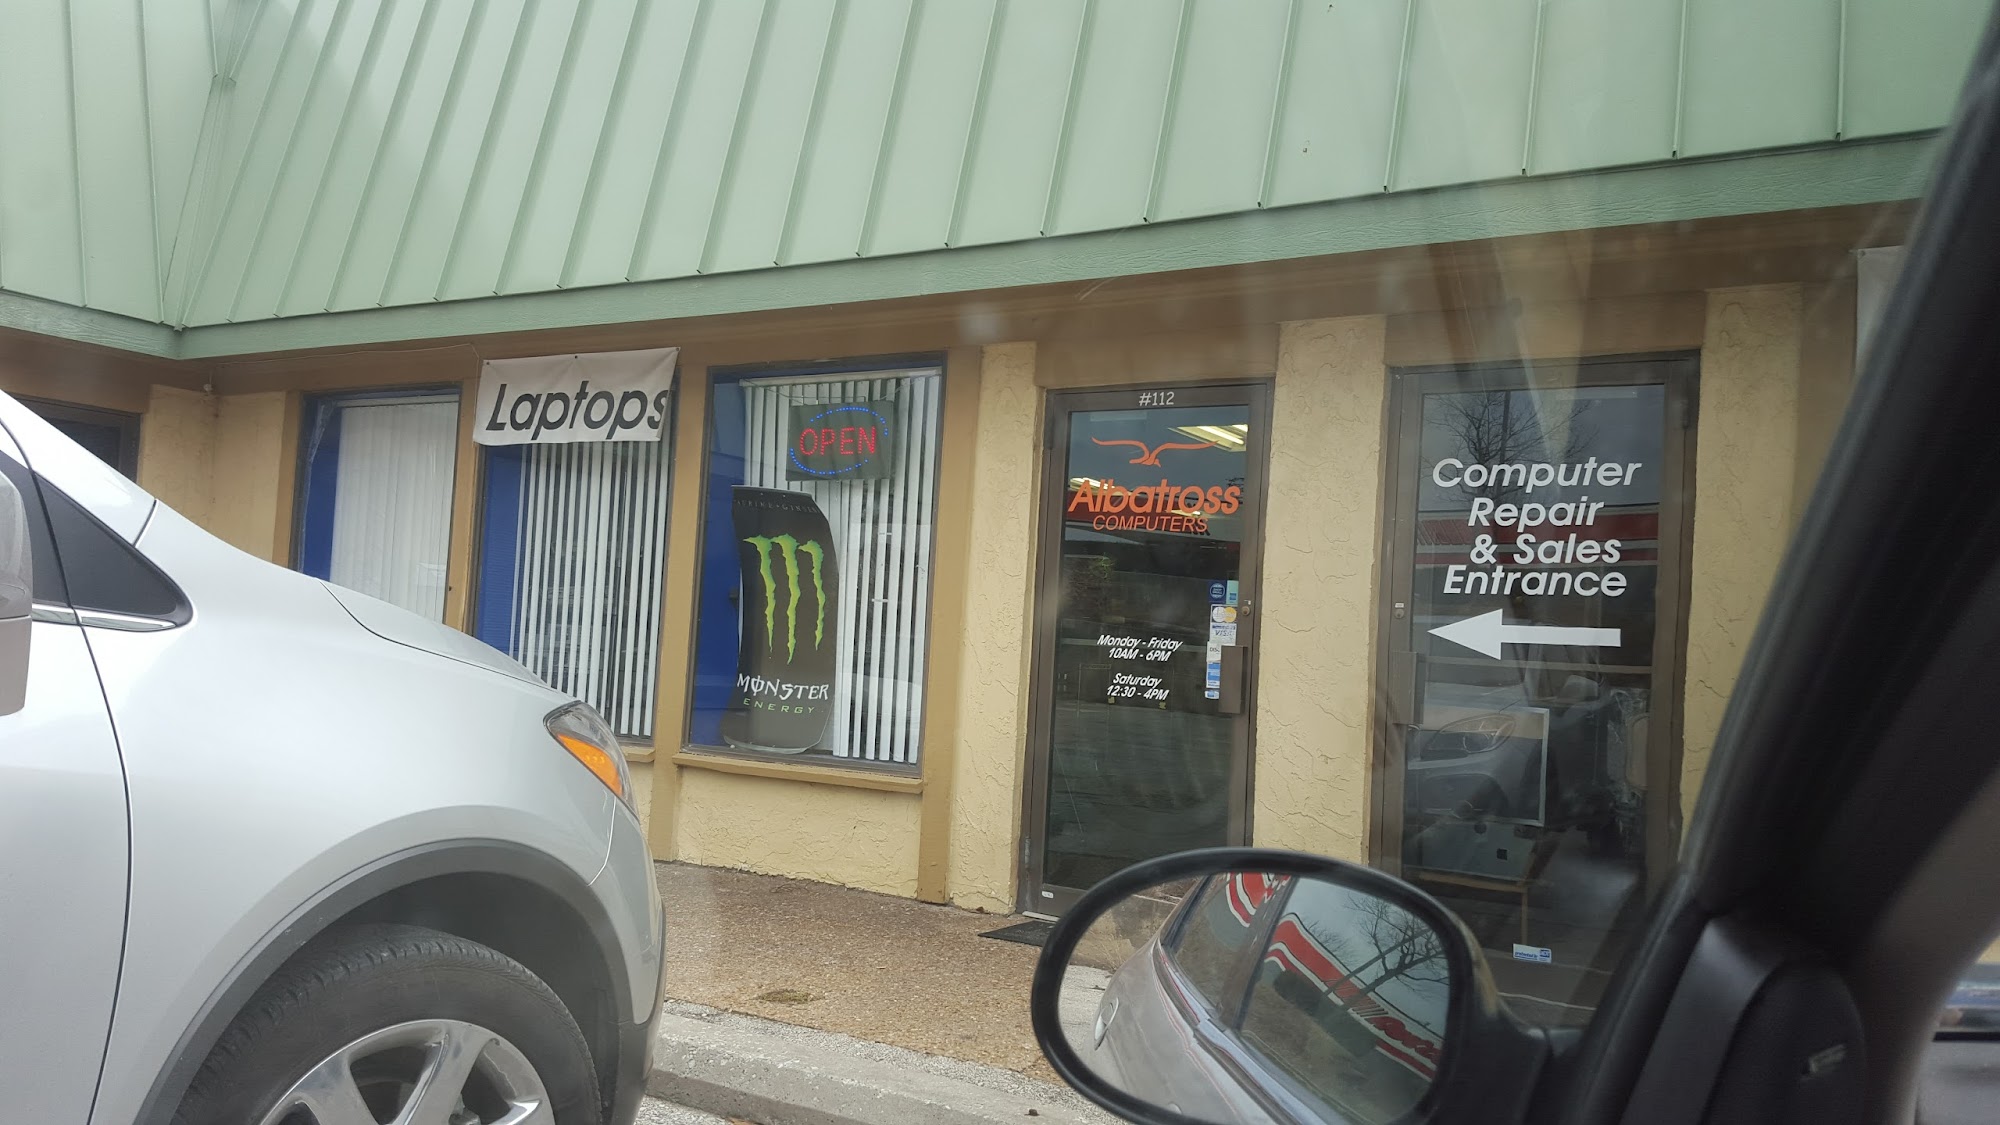 Laptops
OPEN
MONSTER
ENERGY
#112
Albatross
COMPUTERS
Monday - Friday
10AM - 6PM
Saturday
12:30 - 4PM
VISA
Computer
Repair
& Sales
Entrance